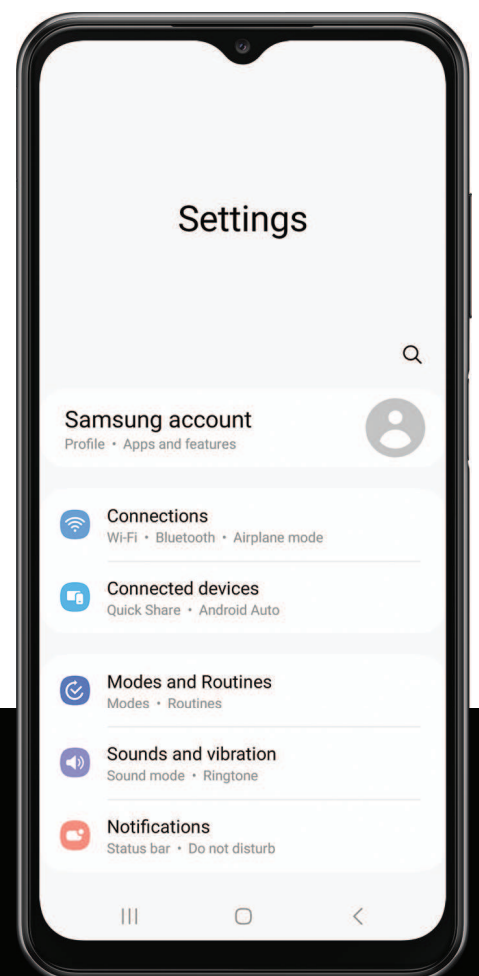 Settings
Samsung account
Profile • Apps and features
Connections
Wi-Fi • Bluetooth • Airplane mode
Connected devices
Quick Share • Android Auto
Modes and Routines
Modes • Routines
Sounds and vibration
Sound mode • Ringtone
Notifications
Status bar • Do not disturb